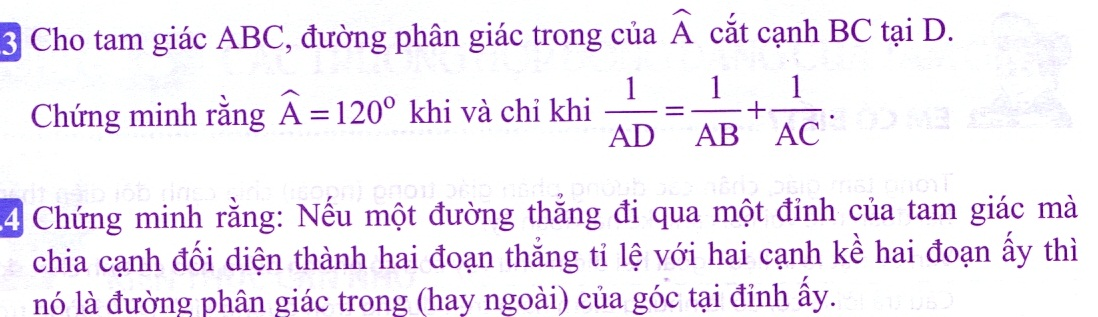 .3 Cho tam giác ABC, đường phân giác trong của Â cắt cạnh BC tại D.
Chứng minh rằng Â = 120° khi và chỉ khi 1/AD = 1/AB + 1/AC.
.4 Chứng minh rằng: Nếu một đường thẳng đi qua một đỉnh của tam giác mà
chia cạnh đối diện thành hai đoạn thẳng tỉ lệ với hai cạnh kề hai đoạn ấy thì
nó là đường phân giác trong (hay ngoài) của góc tại đỉnh ấy.